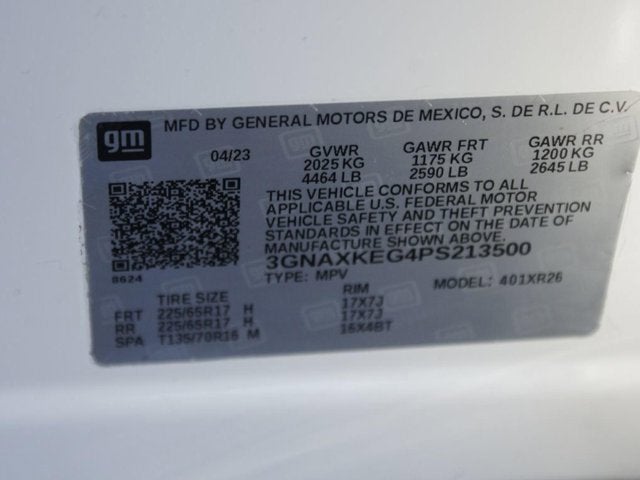 gm
MFD BY GENERAL MOTORS DE MEXICO, S. DE R.L. DE C.V.
04/23 GVWR GAWR FRT GAWR RR
2025 KG 1175 KG 1200 KG
4464 LB 2590 LB 2645 LB
THIS VEHICLE CONFORMS TO ALL
APPLICABLE U.S. FEDERAL MOTOR
VEHICLE SAFETY AND THEFT PREVENTION
STANDARDS IN EFFECT ON THE DATE OF
MANUFACTURE SHOWN ABOVE.
3GNAXKEG4PS213500
8624 TYPE: MPV MODEL: 401XR26
TIRE SIZE RIM
FRT 225/65R17 H 17X7J
RR 225/65R17 H 17X7J
SPA T135/70R16 M 16X4BT